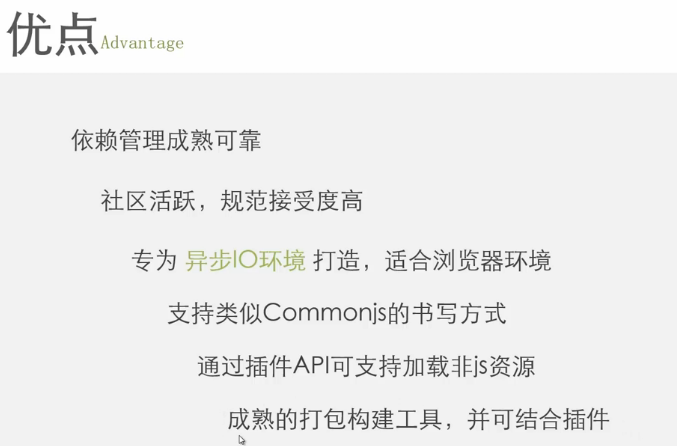 优点Advantage
依赖管理成熟可靠
社区活跃，规范接受度高
专为 异步IO环境 打造，适合浏览器环境
支持类似Commonjs的书写方式
通过插件API可支持加载非js资源
成熟的打包构建工具，并可结合插件